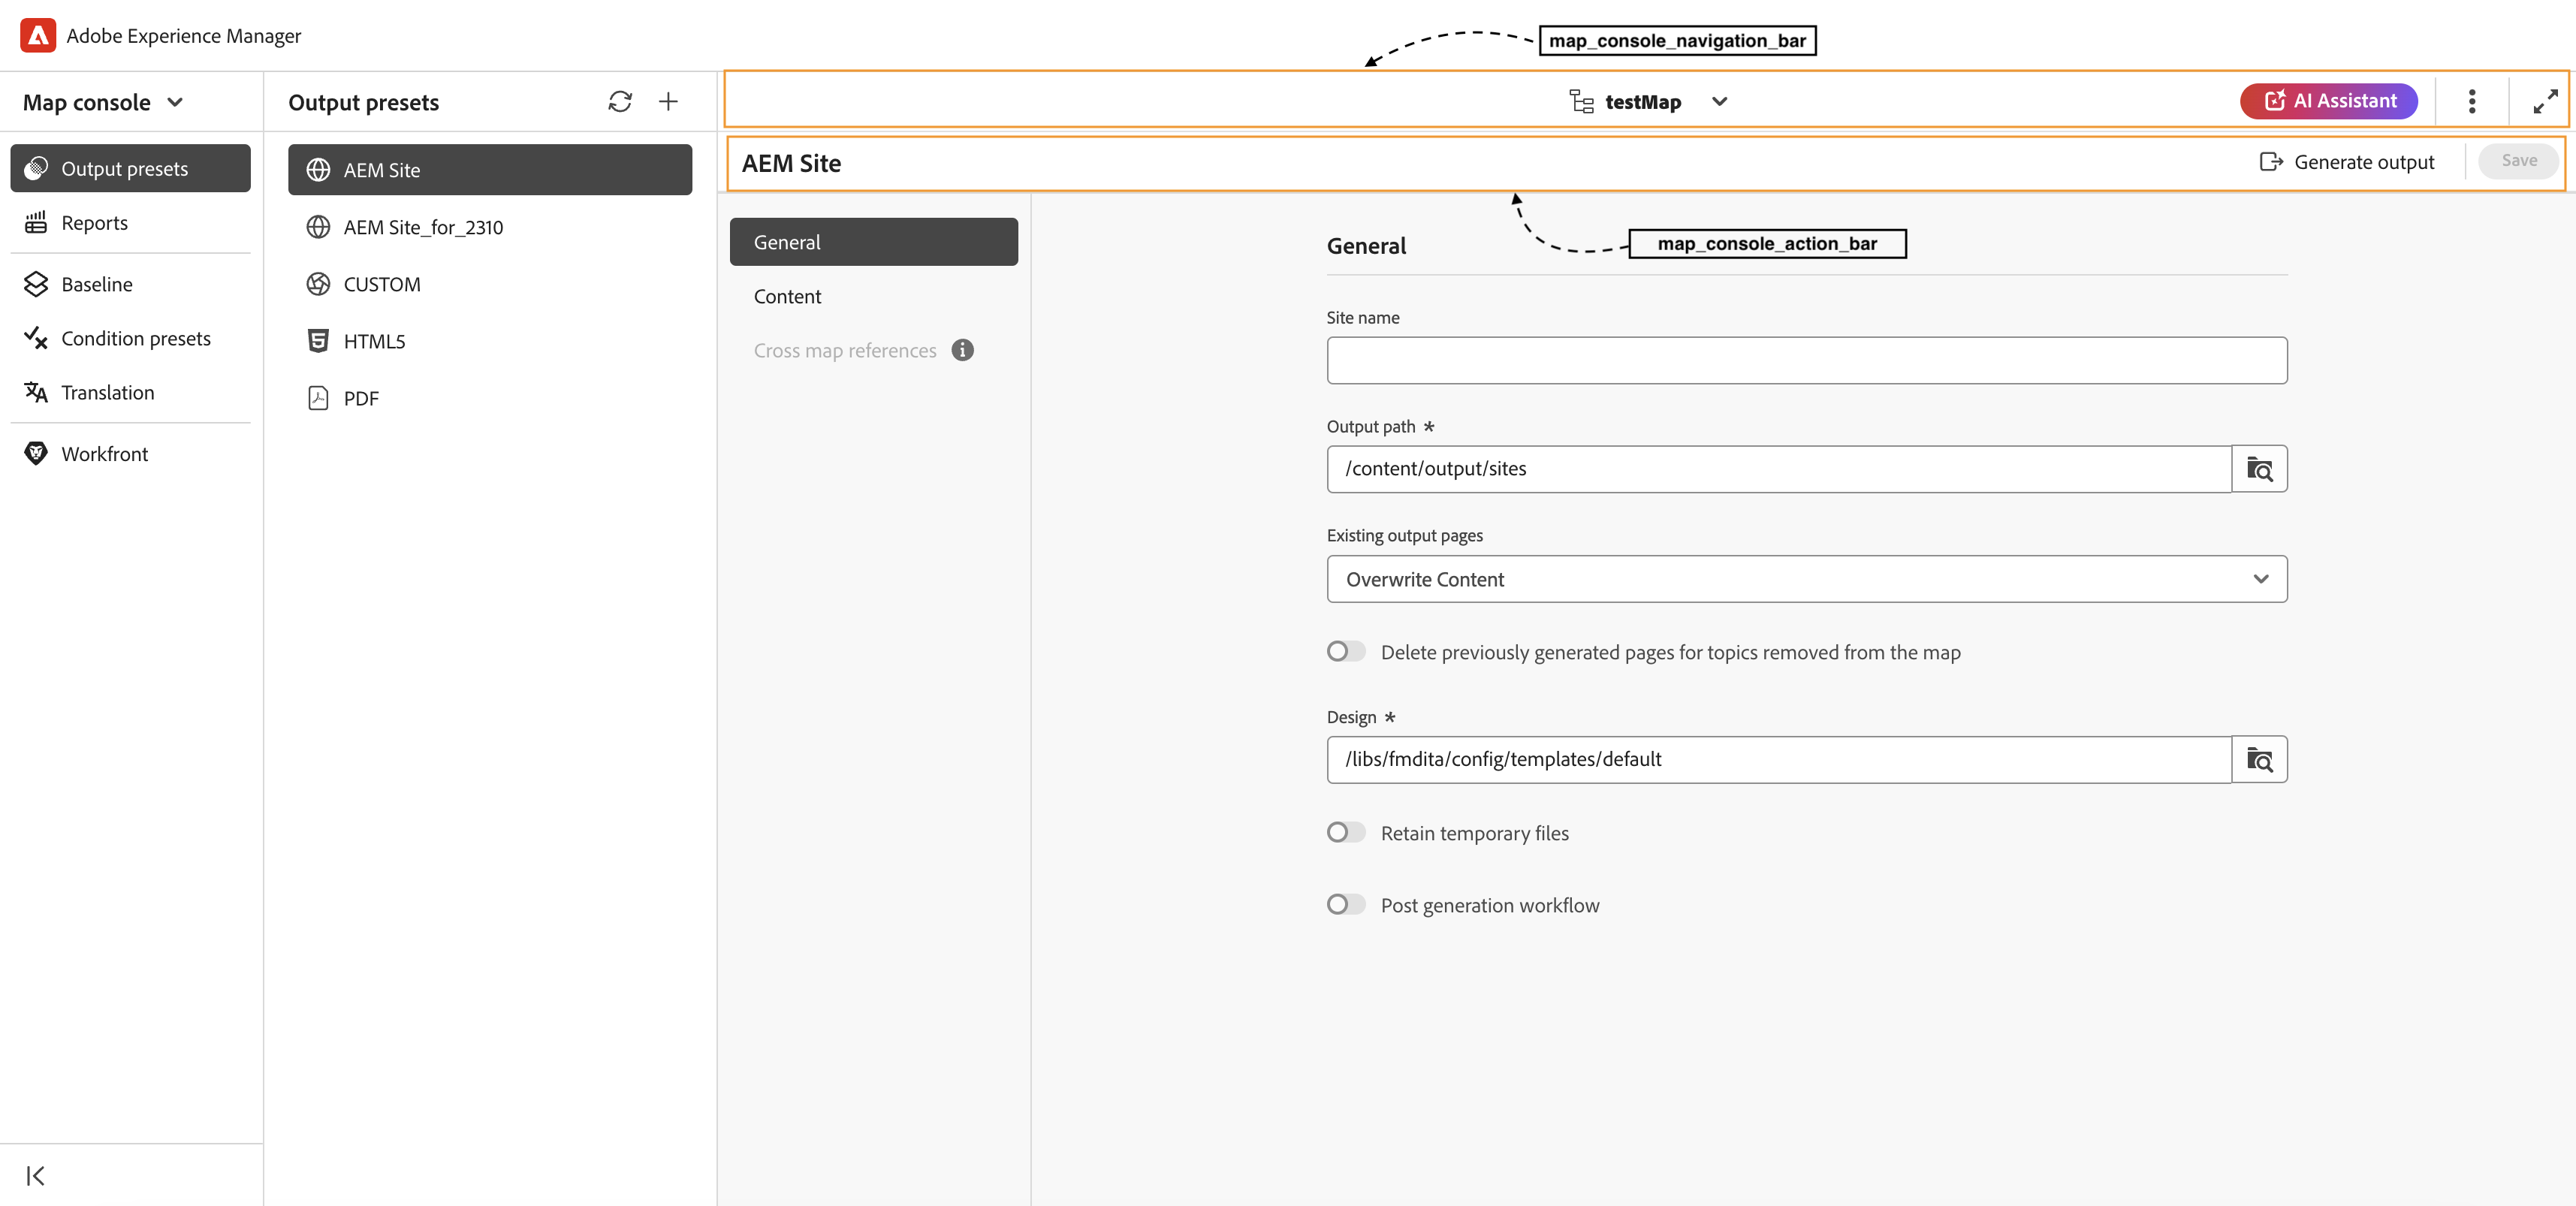 Adobe Experience Manager
map_console_navigation_bar
Map console
Output presets
testMap
AI Assistant
AEM Site
Generate output
Save
Output presets
Reports
Baseline
Condition presets
Translation
Workfront
AEM Site
AEM Site_for_2310
CUSTOM
HTML5
PDF
General
Content
Cross map references
map_console_action_bar
General
Site name
Output path *
/content/output/sites
Existing output pages
Overwrite Content
Delete previously generated pages for topics removed from the map
Design *
/libs/fmdita/config/templates/default
Retain temporary files
Post generation workflow